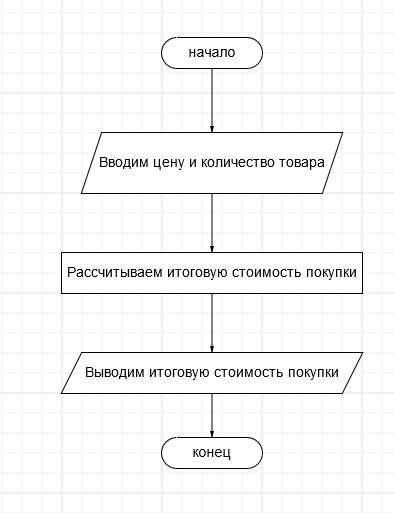 начало
Вводим цену и количество товара
Рассчитываем итоговую стоимость покупки
Выводим итоговую стоимость покупки
конец